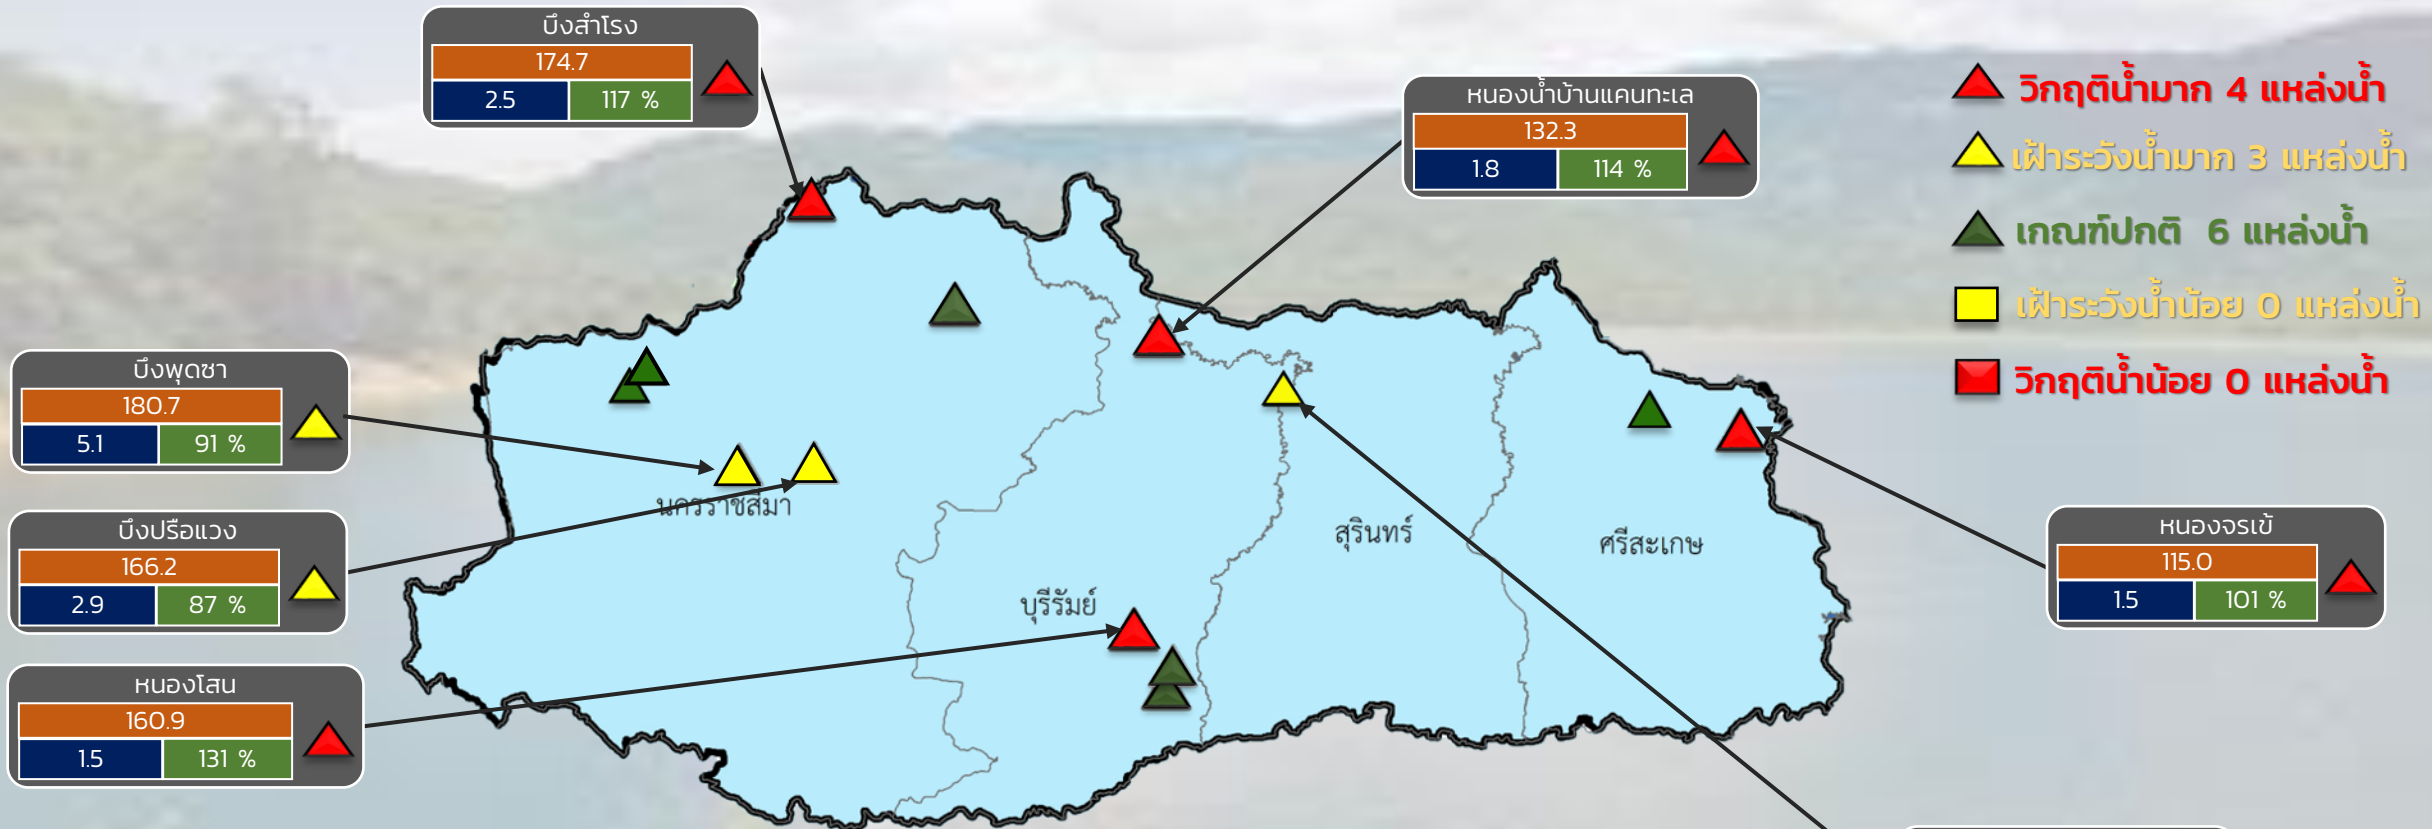 บึงสำโรง
174.7
2.5 117 %
หนองน้ำบ้านแคนทะเล
132.3
1.8 114 %
วิกฤติน้ำมาก 4 แหล่งน้ำ
เฝ้าระวังน้ำมาก 3 แหล่งน้ำ
เกณฑ์ปกติ 6 แหล่งน้ำ
เฝ้าระวังน้ำน้อย 0 แหล่งน้ำ
วิกฤติน้ำน้อย 0 แหล่งน้ำ
บึงพุดซา
180.7
5.1 91 %
บึงปรือแวง
166.2
2.9 87 %
หนองโสน
160.9
1.5 131 %
นครราชสีมา
บุรีรัมย์
สุรินทร์
ศรีสะเกษ
หนองจรเข้
115.0
1.5 101 %